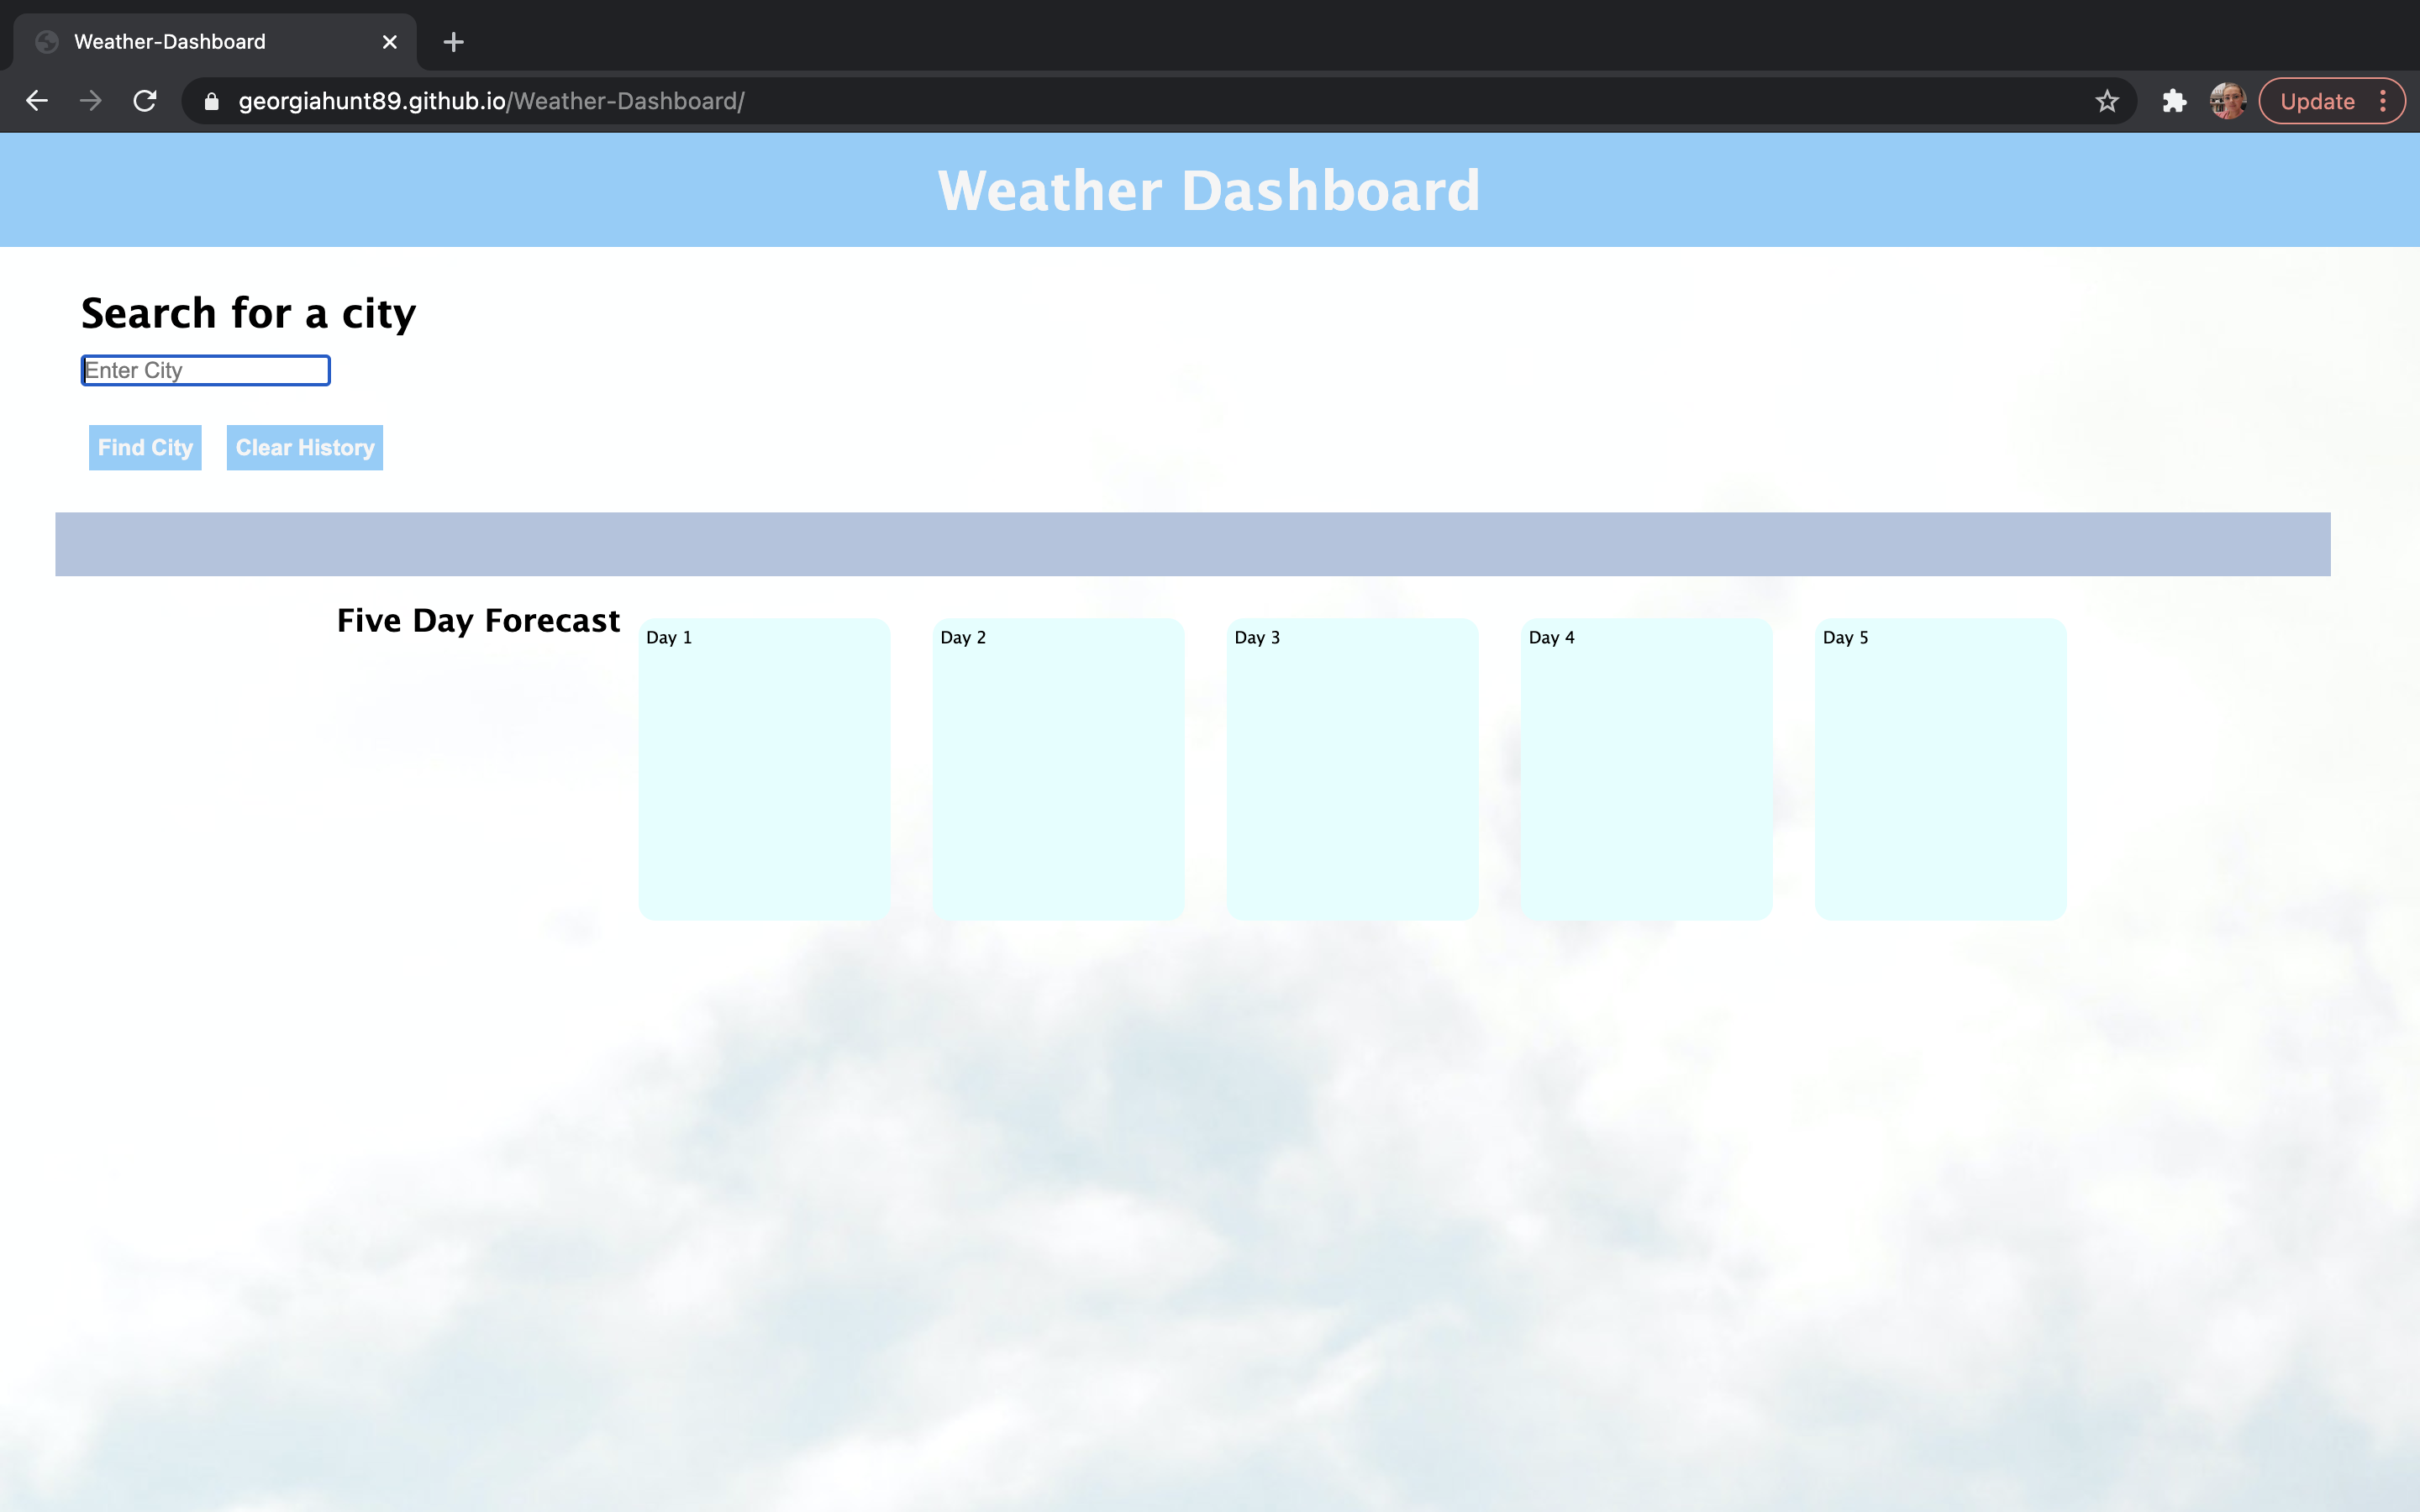 Weather-Dashboard
georgiahunt89.github.io/Weather-Dashboard/
Update
Weather Dashboard
Search for a city
Enter City
Find City Clear History
Five Day Forecast
Day 1 Day 2 Day 3 Day 4 Day 5